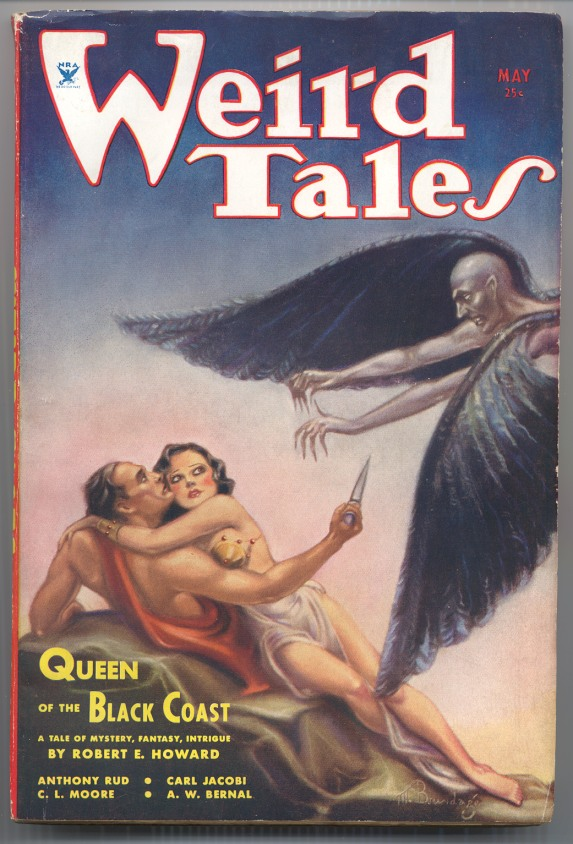 Weird
Tales
NRA
MAY
25¢
QUEEN
OF THE BLACK COAST
A TALE OF MYSTERY, FANTASY, INTRIGUE
BY ROBERT E. HOWARD
ANTHONY RUD • CARL JACOBI
C. L. MOORE • A. W. BERNAL
M. Brundage